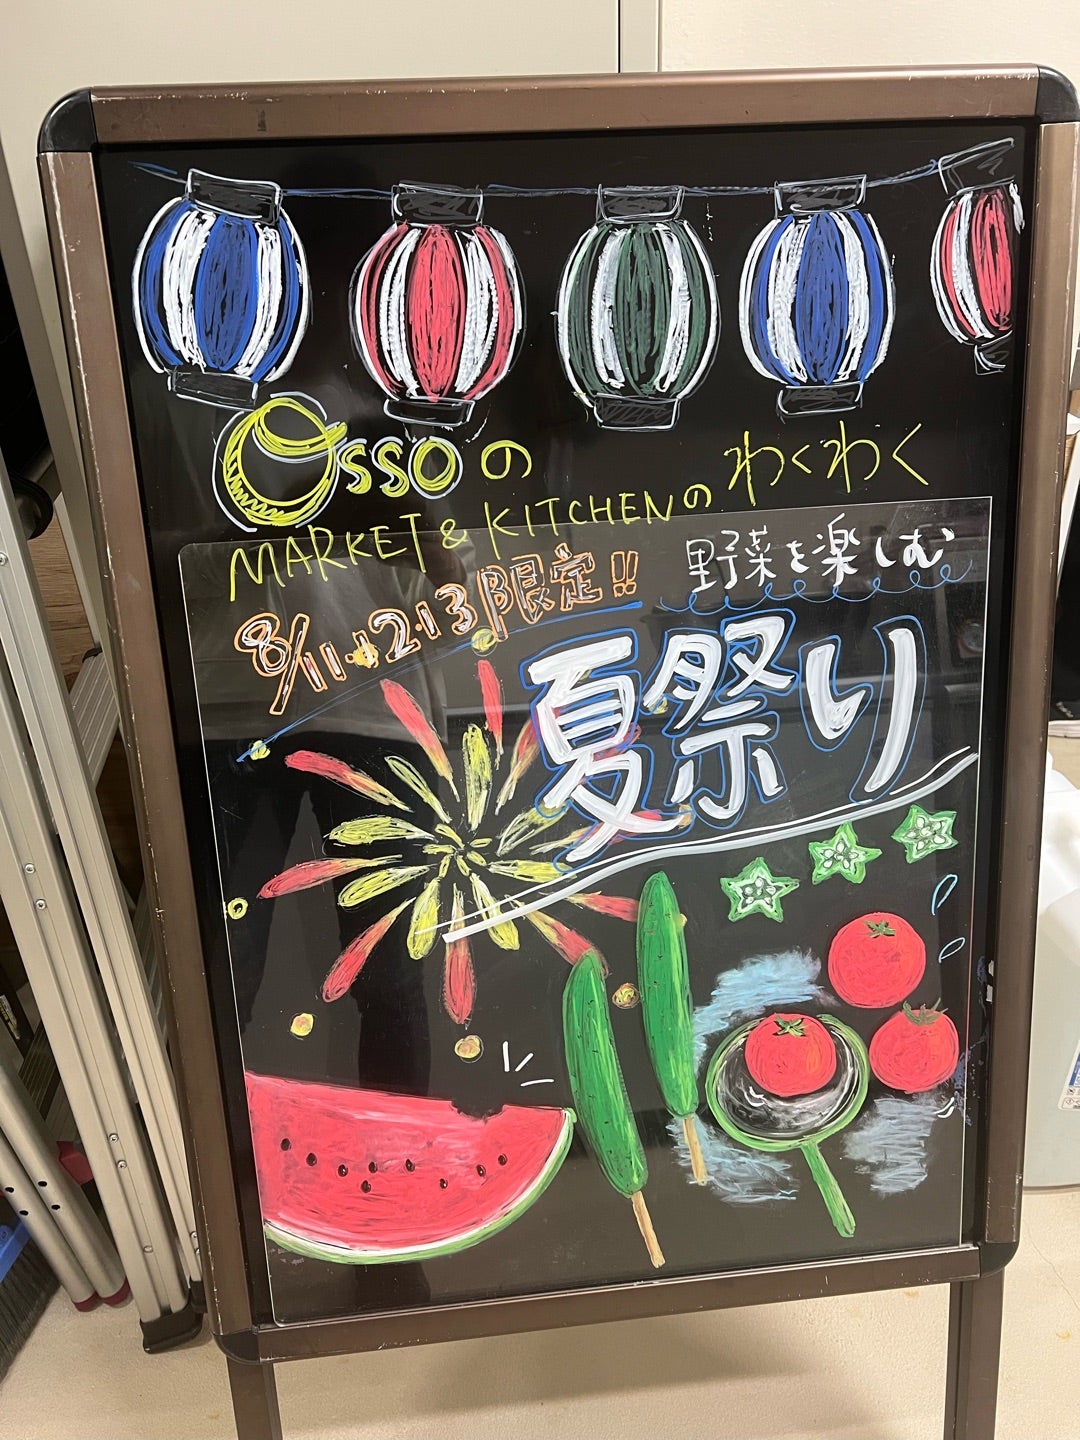 Ossoの
MARKET & KITCHENの わくわく
8/11・12・13日限定!!
野菜を楽しむ
夏祭り